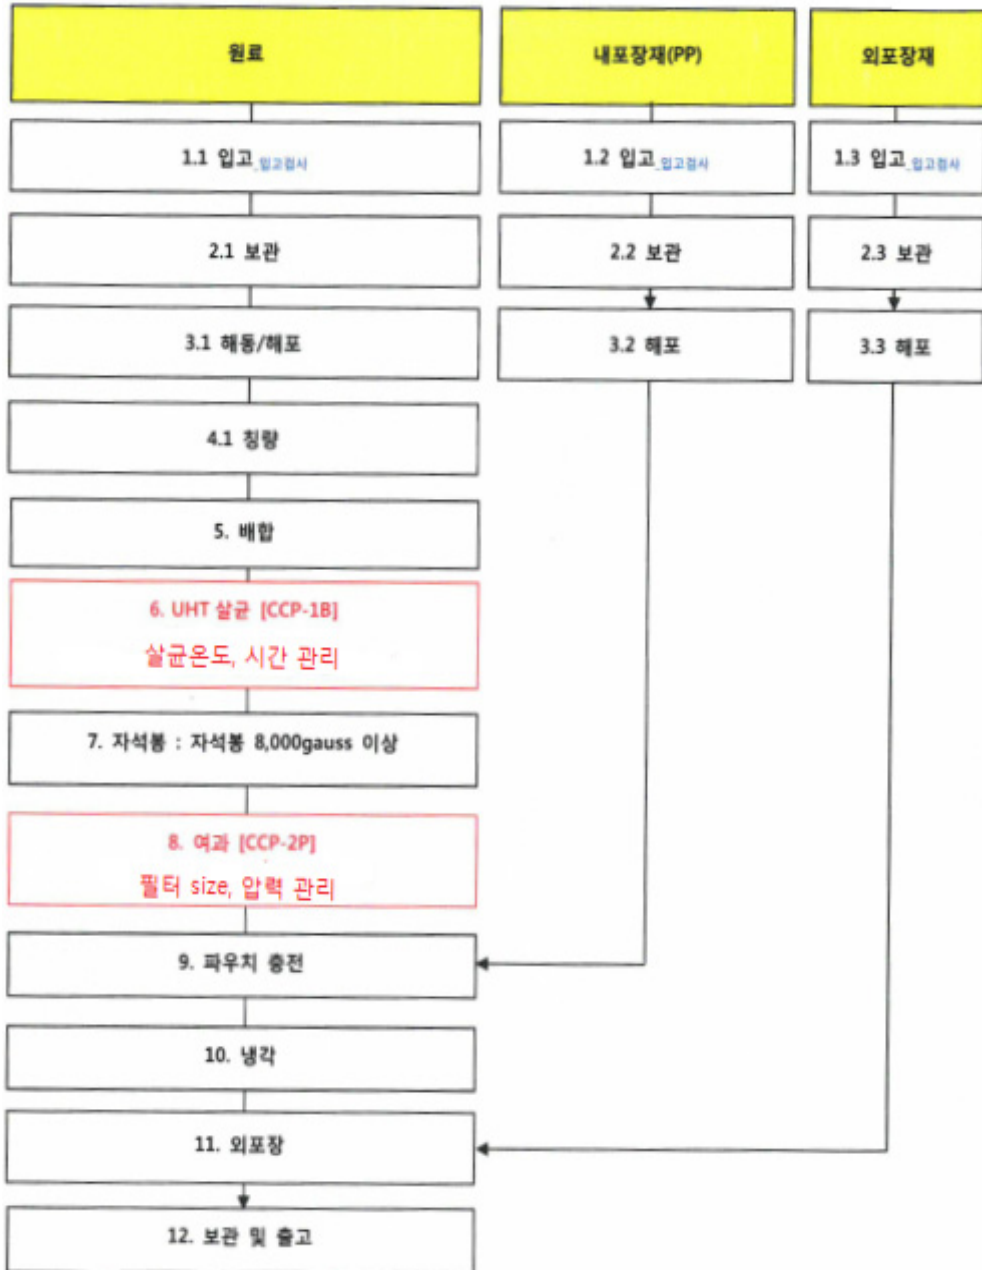 원료
내포장재(PP)
외포장재
1.1 입고_입고검사
1.2 입고_입고검사
1.3 입고_입고검사
2.1 보관
2.2 보관
2.3 보관
3.1 해동/해포
3.2 해포
3.3 해포
4.1 칭량
5. 배합
6. UHT 살균 [CCP-1B]
살균온도, 시간 관리
7. 자석봉 : 자석봉 8,000gauss 이상
8. 여과 [CCP-2P]
필터 size, 압력 관리
9. 파우치 충전
10. 냉각
11. 외포장
12. 보관 및 출고